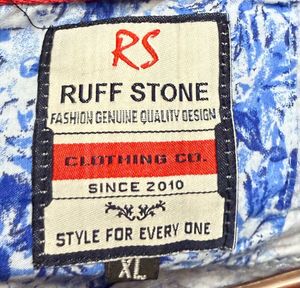 RS
RUFF STONE
FASHION GENUINE QUALITY DESIGN
CLOTHING CO.
SINCE 2010
STYLE FOR EVERY ONE
XL